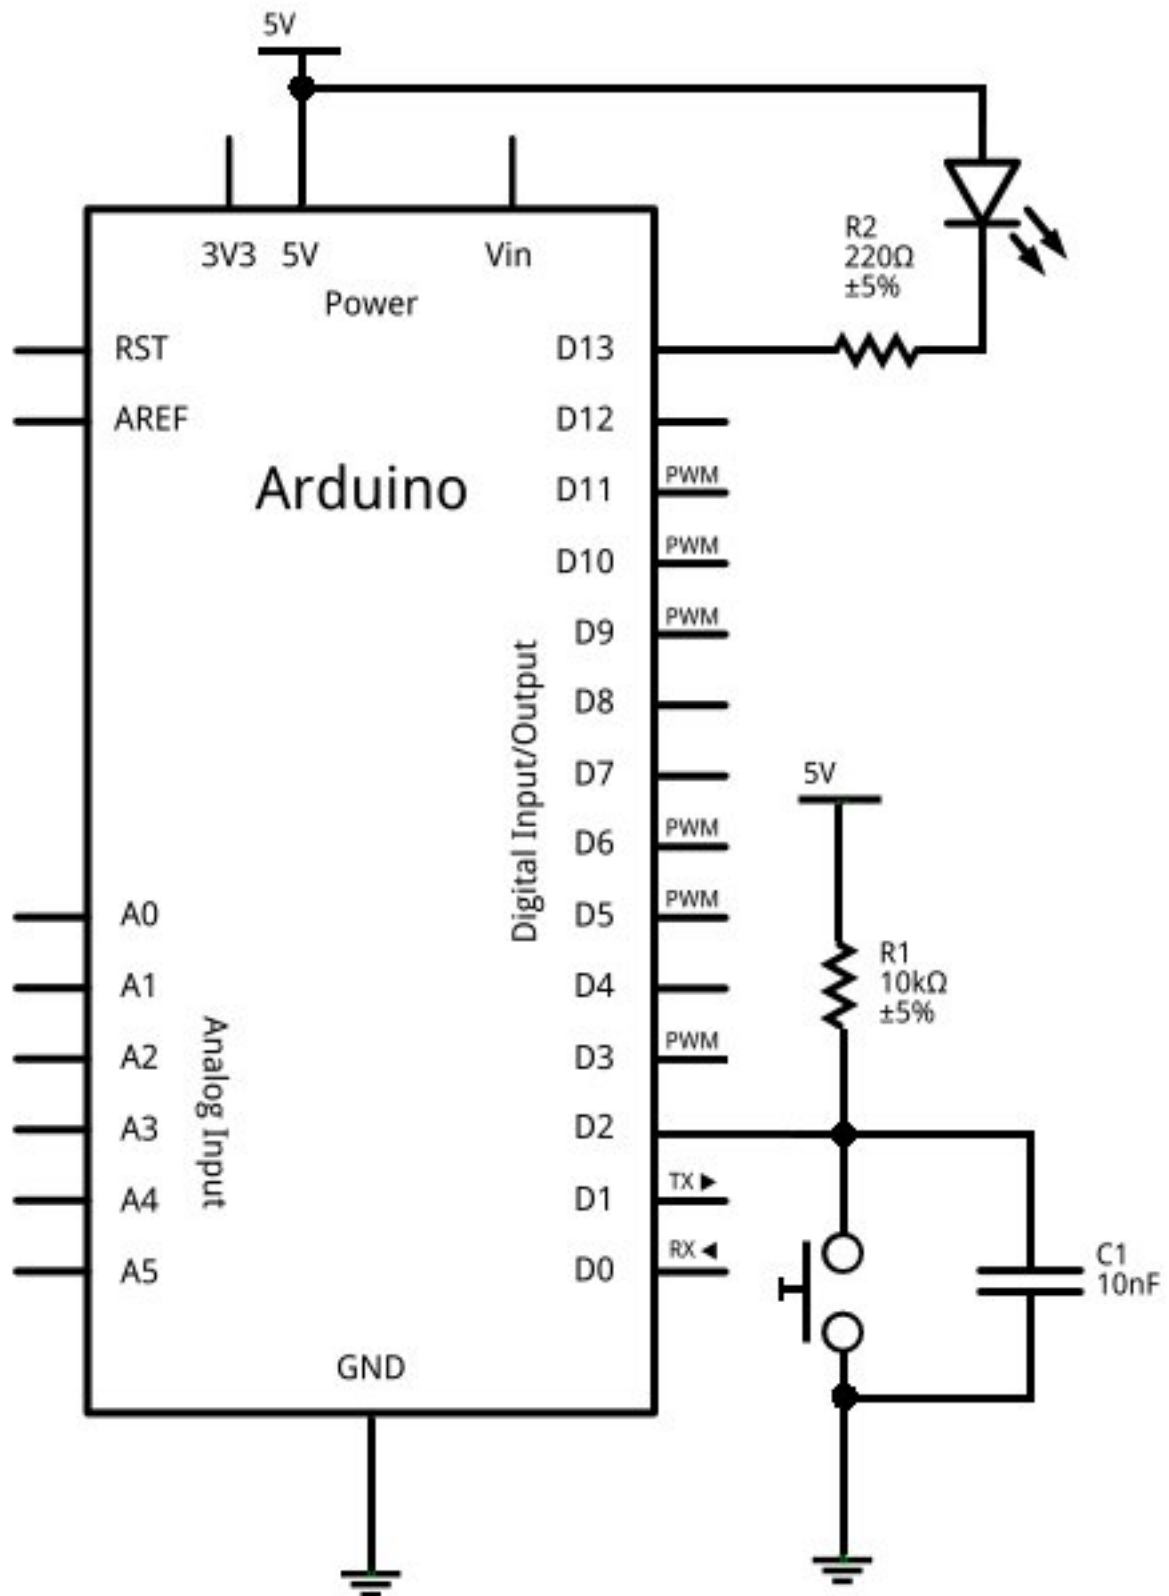 5V
3V3 5V Vin
Power
R2
220Ω
±5%
RST
D13
AREF
D12
Arduino
PWM
D11
PWM
D10
PWM
D9
Digital Input/Output
D8
5V
D7
PWM
D6
PWM
A0
D5
R1
10kΩ
±5%
A1
D4
Analog Input
PWM
A2
D3
A3
D2
TX
A4
D1
RX
A5
D0
C1
10nF
GND